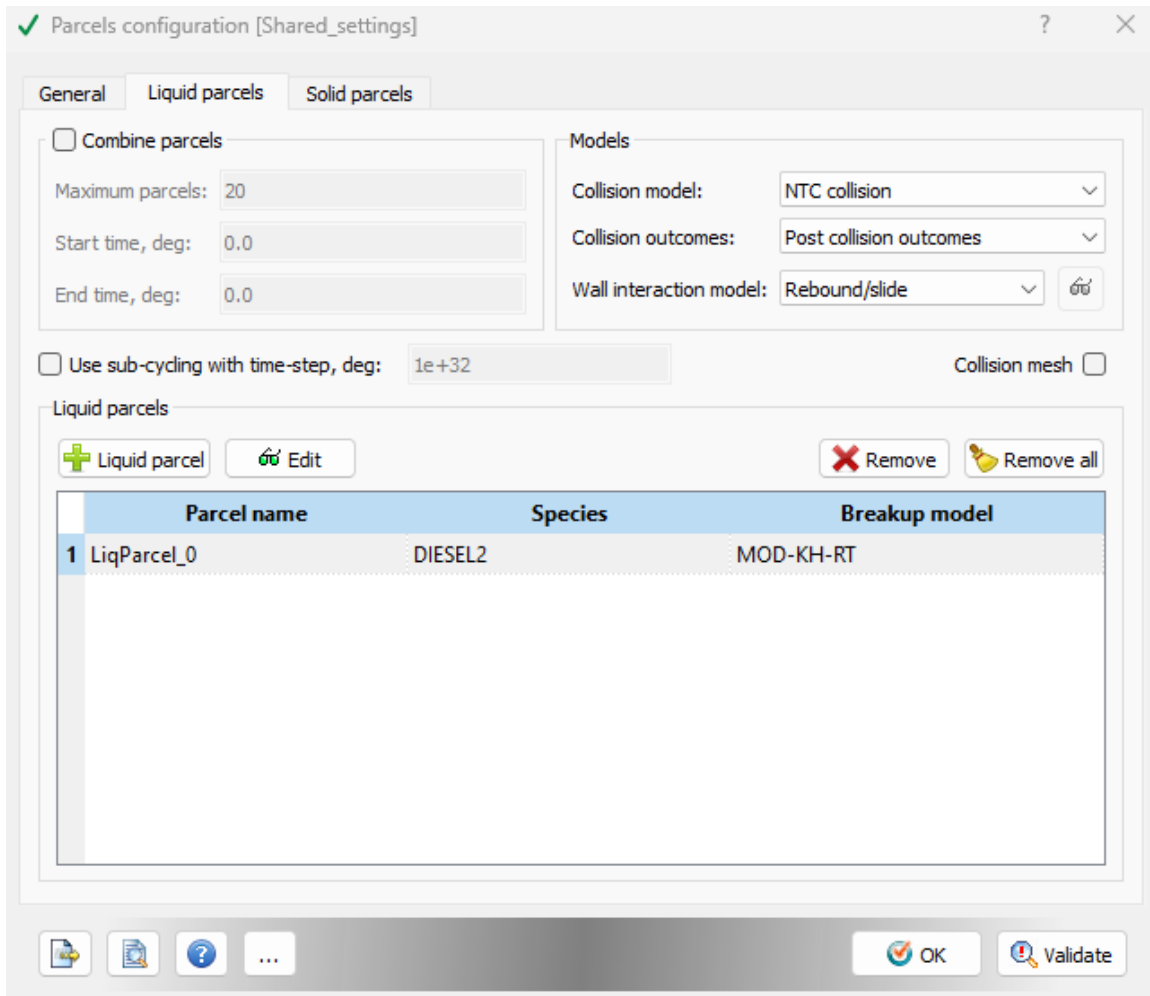 Parcels configuration [Shared_settings] ?
General Liquid parcels Solid parcels
Combine parcels
Maximum parcels: 20
Start time, deg: 0.0
End time, deg: 0.0
Models
Collision model: NTC collision
Collision outcomes: Post collision outcomes
Wall interaction model: Rebound/slide
Use sub-cycling with time-step, deg: 1e+32 Collision mesh
Liquid parcels
Liquid parcel Edit Remove Remove all
Parcel name Species Breakup model
1 LiqParcel_0 DIESEL2 MOD-KH-RT
? ... OK Validate